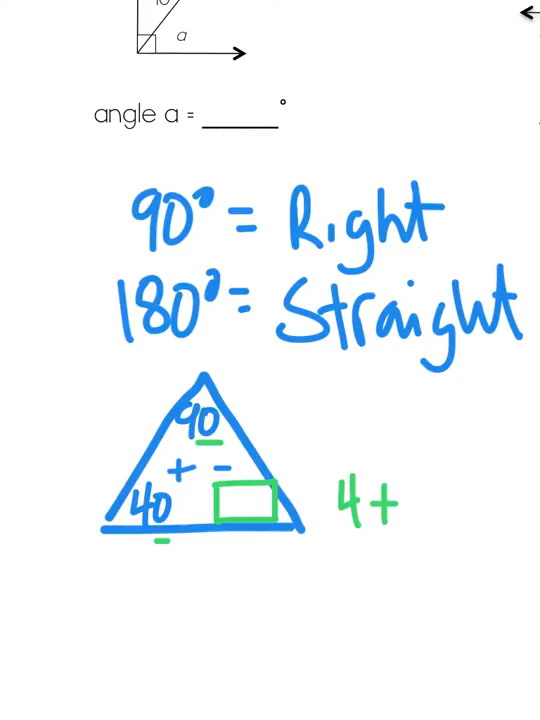 a
angle a = ______°
90° = Right
180° = Straight
90
+ -
40
4 +